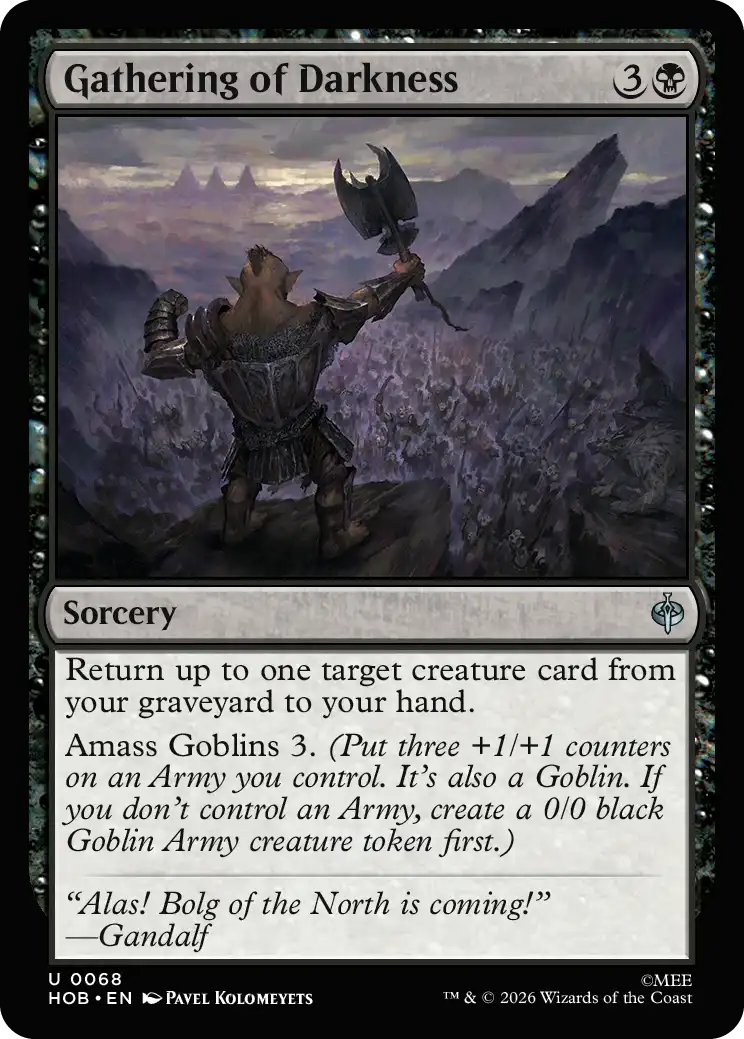 Gathering of Darkness 3
Sorcery
Return up to one target creature card from
your graveyard to your hand.
Amass Goblins 3. (Put three +1/+1 counters
on an Army you control. It's also a Goblin. If
you don't control an Army, create a 0/0 black
Goblin Army creature token first.)
“Alas! Bolg of the North is coming!”
—Gandalf
U 0068
HOB • EN PAVEL KOLOMEYETS
©MEE
™ & © 2026 Wizards of the Coast